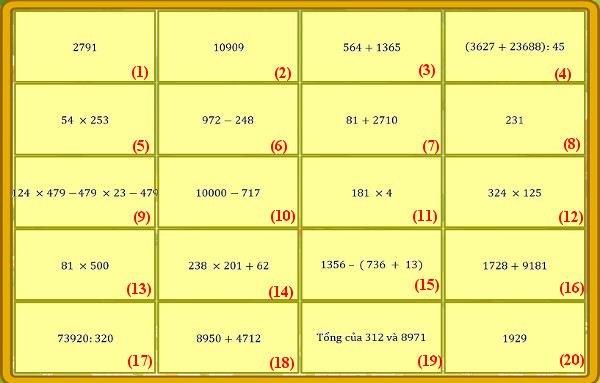 2791 (1)
10909 (2)
564 + 1365 (3)
(3627 + 23688): 45 (4)
54 × 253 (5)
972 − 248 (6)
81 + 2710 (7)
231 (8)
124 × 479 − 479 × 23 − 479 (9)
10000 − 717 (10)
181 × 4 (11)
324 × 125 (12)
81 × 500 (13)
238 × 201 + 62 (14)
1356 – ( 736 + 13) (15)
1728 + 9181 (16)
73920: 320 (17)
8950 + 4712 (18)
Tổng của 312 và 8971 (19)
1929 (20)